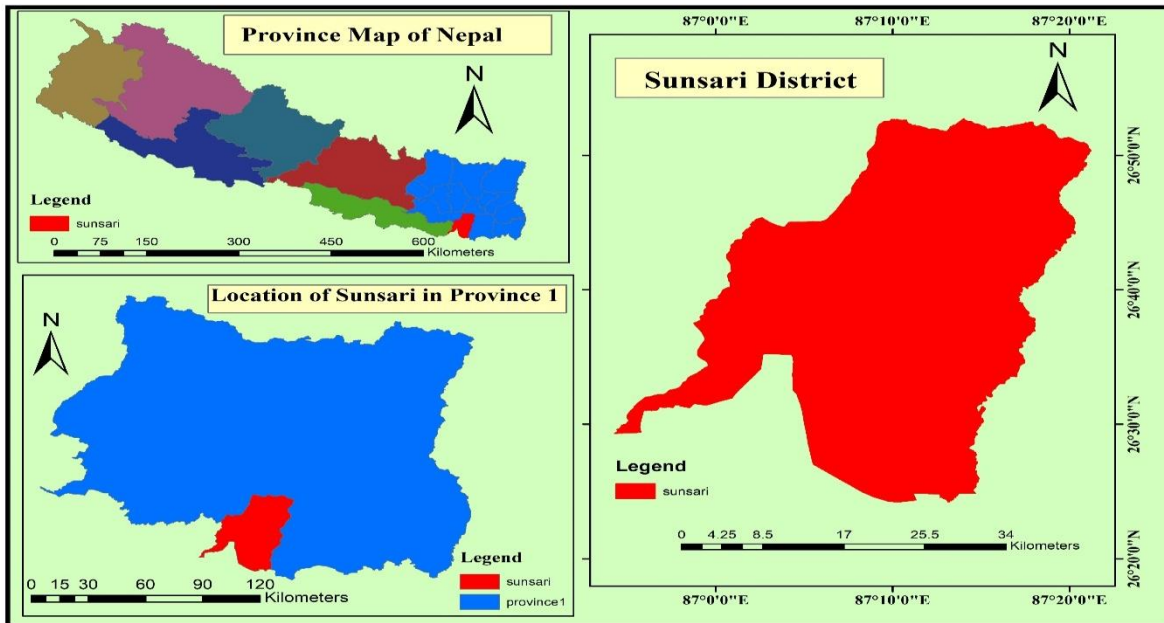 Province Map of Nepal
N
Legend
sunsari
0 75 150 300 450 600
Kilometers
Location of Sunsari in Province 1
N
Legend
sunsari
province1
0 15 30 60 90 120
Kilometers
87°0'0"E 87°10'0"E 87°20'0"E
Sunsari District
N
26°50'0"N
26°40'0"N
26°30'0"N
26°20'0"N
Legend
sunsari
0 4.25 8.5 17 25.5 34
Kilometers
87°0'0"E 87°10'0"E 87°20'0"E